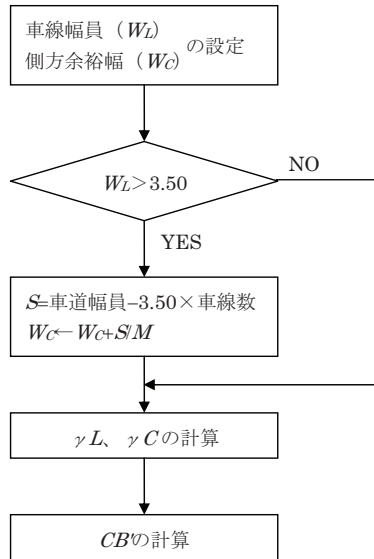 車線幅員（WL）
側方余裕幅（WC）
の設定
WL＞3.50
NO
YES
S=車道幅員−3.50×車線数
WC←WC+S/M
γL、γCの計算
CB'の計算